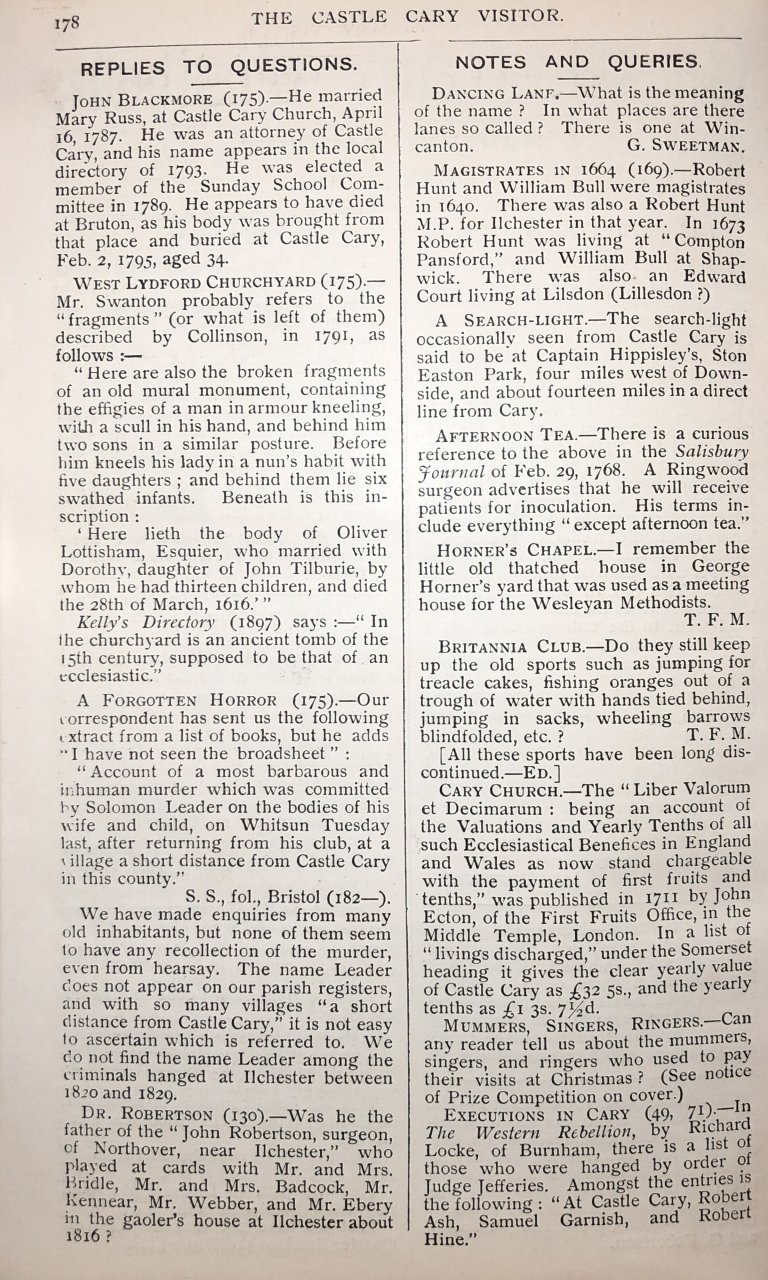 178
THE CASTLE CARY VISITOR.
REPLIES TO QUESTIONS.
JOHN BLACKMORE (175).—He married
Mary Russ, at Castle Cary Church, April
16, 1787. He was an attorney of Castle
Cary, and his name appears in the local
directory of 1793. He was elected a
member of the Sunday School Com-
mittee in 1789. He appears to have died
at Bruton, as his body was brought from
that place and buried at Castle Cary,
Feb. 2, 1795, aged 34.
WEST LYDFORD CHURCHYARD (175).—
Mr. Swanton probably refers to the
"fragments" (or what is left of them)
described by Collinson, in 1791, as
follows :—
"Here are also the broken fragments
of an old mural monument, containing
the effigies of a man in armour kneeling,
with a scull in his hand, and behind him
two sons in a similar posture. Before
him kneels his lady in a nun's habit with
five daughters ; and behind them lie six
swathed infants. Beneath is this in-
scription :
'Here lieth the body of Oliver
Lottisham, Esquier, who married with
Dorothy, daughter of John Tilburie, by
whom he had thirteen children, and died
the 28th of March, 1616.'"
Kelly's Directory (1897) says :—"In
the churchyard is an ancient tomb of the
15th century, supposed to be that of an
ecclesiastic."
A FORGOTTEN HORROR (175).—Our
correspondent has sent us the following
extract from a list of books, but he adds
"I have not seen the broadsheet" :
"Account of a most barbarous and
inhuman murder which was committed
by Solomon Leader on the bodies of his
wife and child, on Whitsun Tuesday
last, after returning from his club, at a
village a short distance from Castle Cary
in this county."
S. S., fol., Bristol (182—).
We have made enquiries from many
old inhabitants, but none of them seem
to have any recollection of the murder,
even from hearsay. The name Leader
does not appear on our parish registers,
and with so many villages "a short
distance from Castle Cary," it is not easy
to ascertain which is referred to. We
do not find the name Leader among the
criminals hanged at Ilchester between
1820 and 1829.
DR. ROBERTSON (130).—Was he the
father of the "John Robertson, surgeon,
of Northover, near Ilchester," who
played at cards with Mr. and Mrs.
Bridle, Mr. and Mrs. Badcock, Mr.
Kennear, Mr. Webber, and Mr. Ebery
in the gaoler's house at Ilchester about
1816 ?
NOTES AND QUERIES.
DANCING LANE.—What is the meaning
of the name ? In what places are there
lanes so called ? There is one at Win-
canton. G. SWEETMAN.
MAGISTRATES IN 1664 (169).—Robert
Hunt and William Bull were magistrates
in 1640. There was also a Robert Hunt
M.P. for Ilchester in that year. In 1673
Robert Hunt was living at "Compton
Pansford," and William Bull at Shap-
wick. There was also an Edward
Court living at Lilsdon (Lillesdon ?)
A SEARCH-LIGHT.—The search-light
occasionally seen from Castle Cary is
said to be at Captain Hippisley's, Ston
Easton Park, four miles west of Down-
side, and about fourteen miles in a direct
line from Cary.
AFTERNOON TEA.—There is a curious
reference to the above in the Salisbury
Journal of Feb. 29, 1768. A Ringwood
surgeon advertises that he will receive
patients for inoculation. His terms in-
clude everything "except afternoon tea."
HORNER'S CHAPEL.—I remember the
little old thatched house in George
Horner's yard that was used as a meeting
house for the Wesleyan Methodists.
T. F. M.
BRITANNIA CLUB.—Do they still keep
up the old sports such as jumping for
treacle cakes, fishing oranges out of a
trough of water with hands tied behind,
jumping in sacks, wheeling barrows
blindfolded, etc. ? T. F. M.
[All these sports have been long dis-
continued.—ED.]
CARY CHURCH.—The "Liber Valorum
et Decimarum : being an account of
the Valuations and Yearly Tenths of all
such Ecclesiastical Benefices in England
and Wales as now stand chargeable
with the payment of first fruits and
tenths," was published in 1711 by John
Ecton, of the First Fruits Office, in the
Middle Temple, London. In a list of
"livings discharged," under the Somerset
heading it gives the clear yearly value
of Castle Cary as £32 5s., and the yearly
tenths as £1 3s. 7½d.
MUMMERS, SINGERS, RINGERS.—Can
any reader tell us about the mummers,
singers, and ringers who used to pay
their visits at Christmas ? (See notice
of Prize Competition on cover.)
EXECUTIONS IN CARY (49, 71).—In
The Western Rebellion, by Richard
Locke, of Burnham, there is a list of
those who were hanged by order of
Judge Jefferies. Amongst the entries is
the following : "At Castle Cary, Robert
Ash, Samuel Garnish, and Robert
Hine."